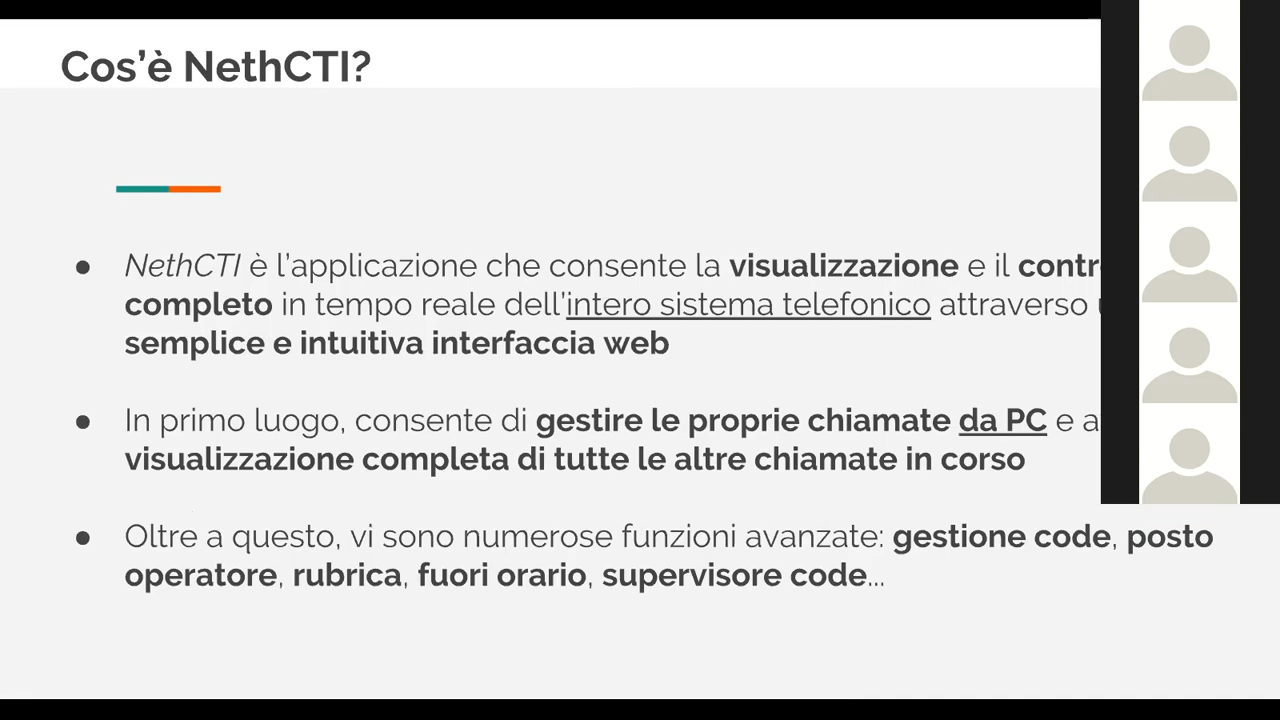 Cos'è NethCTI?
● NethCTI è l'applicazione che consente la visualizzazione e il
completo in tempo reale dell'intero sistema telefonico attraverso
semplice e intuitiva interfaccia web
● In primo luogo, consente di gestire le proprie chiamate da PC e
visualizzazione completa di tutte le altre chiamate in corso
● Oltre a questo, vi sono numerose funzioni avanzate: gestione code, posto
operatore, rubrica, fuori orario, supervisore code...